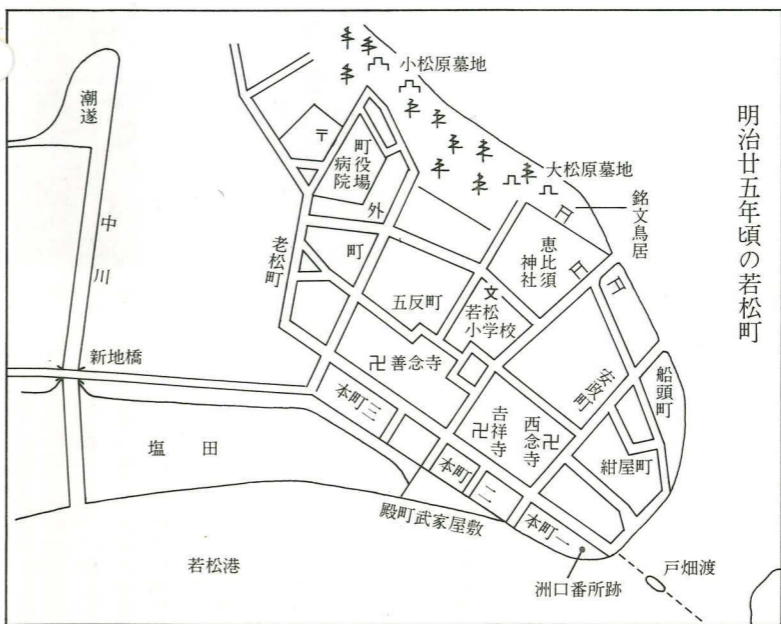 明治廿五年頃の若松町
小松原墓地
大松原墓地
銘文鳥居
潮遂
中川
〒
町役場
病院
外
町
老松町
恵比須
神社
五反町
文
若松
小学校
新地橋
卍善念寺
安政町
船頭町
本町三
卍吉祥寺
西念寺卍
紺屋町
塩田
本町二
殿町武家屋敷
本町一
若松港
戸畑渡
洲口番所跡